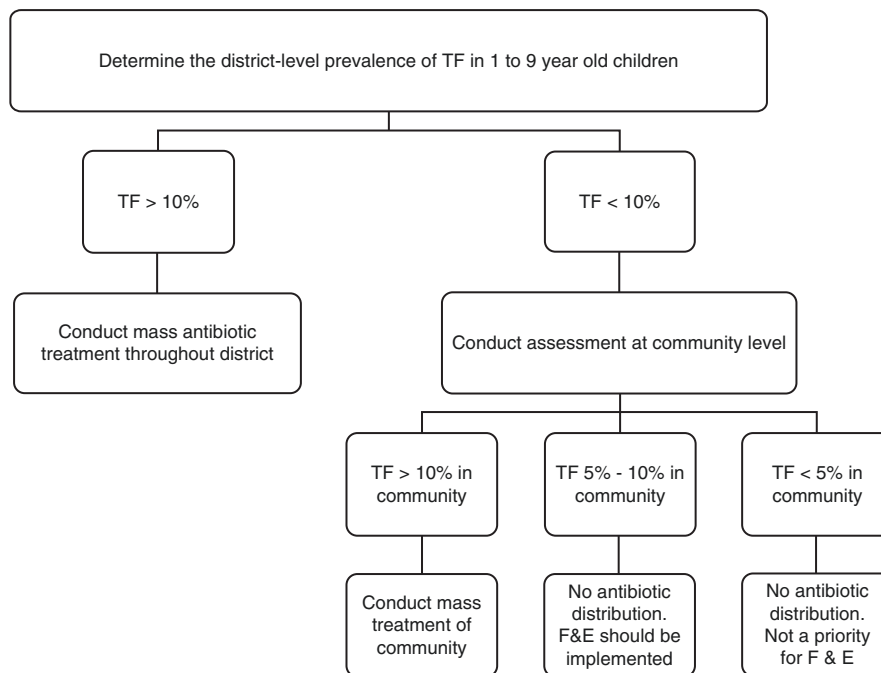 Determine the district-level prevalence of TF in 1 to 9 year old children
TF > 10%
TF < 10%
Conduct mass antibiotic
treatment throughout district
Conduct assessment at community level
TF > 10% in
community
TF 5% - 10% in
community
TF < 5% in
community
Conduct mass
treatment of
community
No antibiotic
distribution.
F&E should be
implemented
No antibiotic
distribution.
Not a priority
for F & E